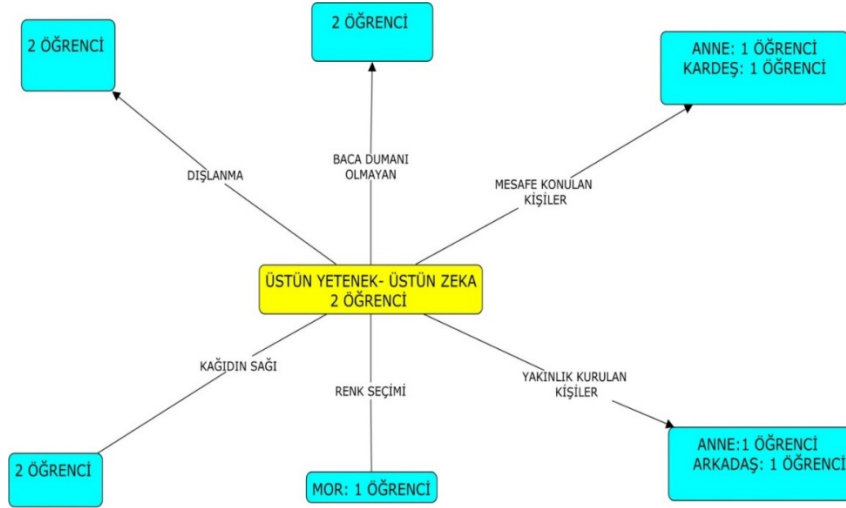 2 ÖĞRENCİ
2 ÖĞRENCİ
ANNE: 1 ÖĞRENCİ
KARDEŞ: 1 ÖĞRENCİ
DIŞLANMA
BACA DUMANI
OLMAYAN
MESAFE KONULAN
KİŞİLER
ÜSTÜN YETENEK- ÜSTÜN ZEKA
2 ÖĞRENCİ
KAĞIDIN SAĞI
RENK SEÇİMİ
YAKINLIK KURULAN
KİŞİLER
2 ÖĞRENCİ
MOR: 1 ÖĞRENCİ
ANNE:1 ÖĞRENCİ
ARKADAŞ: 1 ÖĞRENCİ